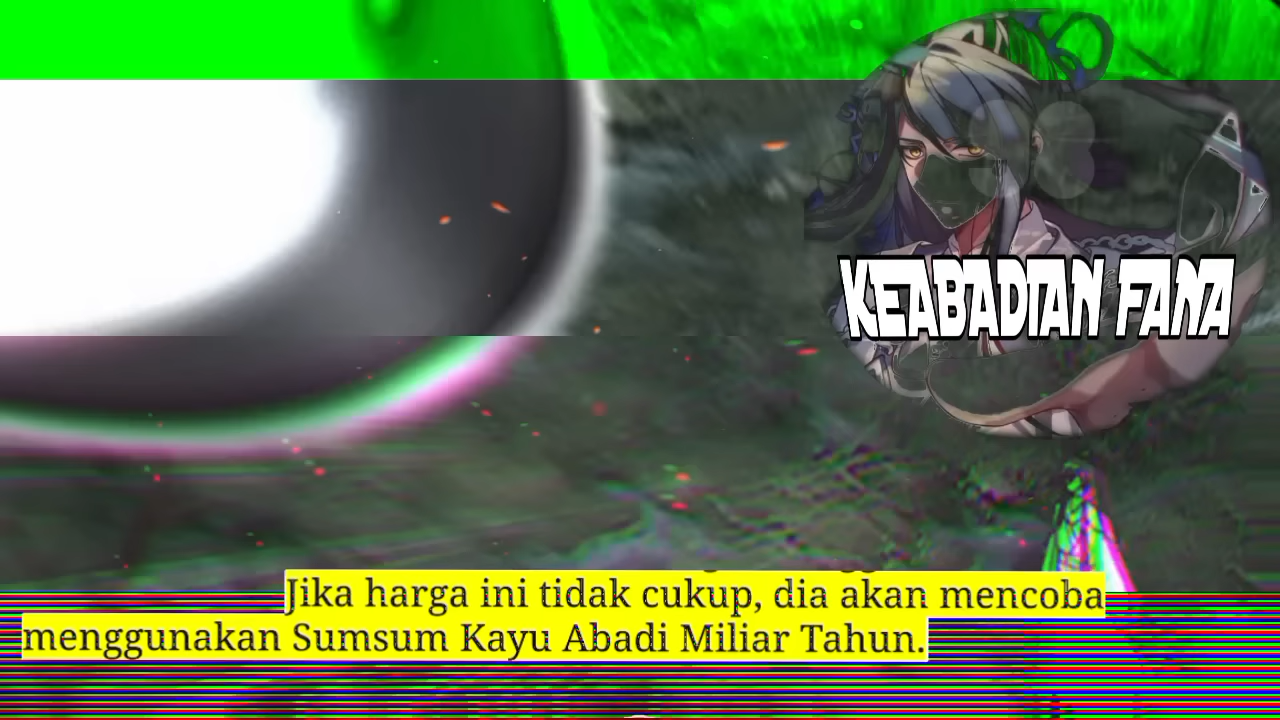 KEABADIAN FANA
Jika harga ini tidak cukup, dia akan mencoba
menggunakan Sumsum Kayu Abadi Miliar Tahun.